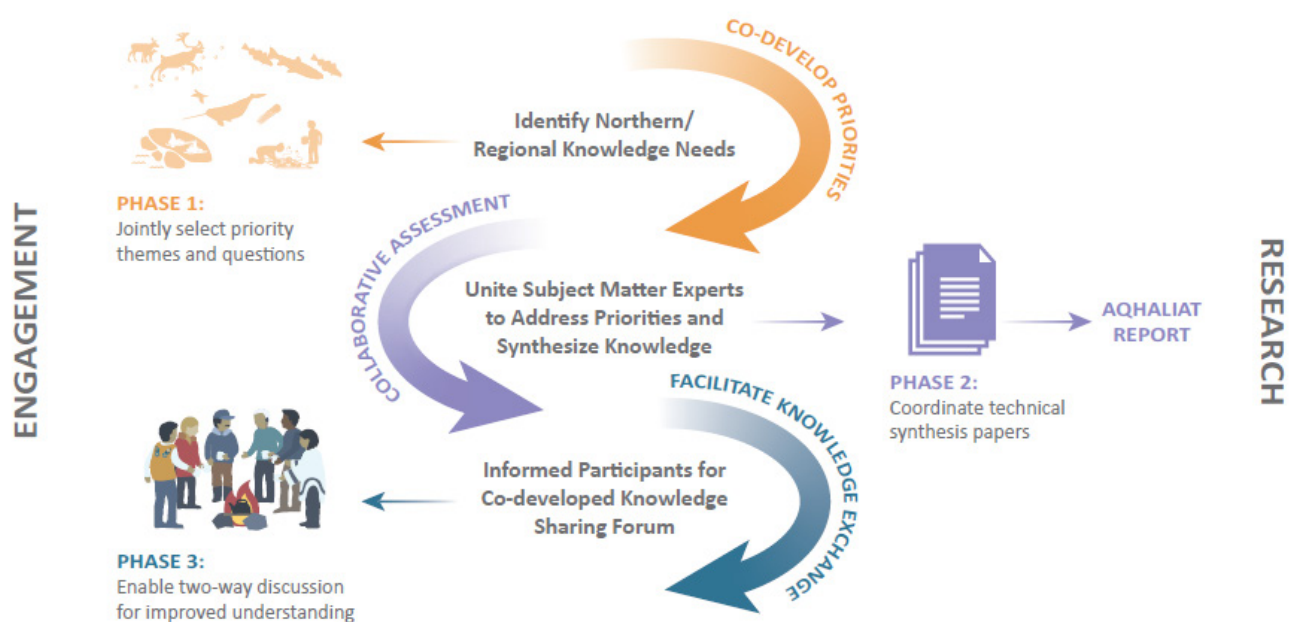 CO-DEVELOP PRIORITIES
Identify Northern/
Regional Knowledge Needs
PHASE 1:
Jointly select priority
themes and questions
ENGAGEMENT
RESEARCH
COLLABORATIVE ASSESSMENT
Unite Subject Matter Experts
to Address Priorities and
Synthesize Knowledge
AQHALIAT
REPORT
PHASE 2:
Coordinate technical
synthesis papers
FACILITATE KNOWLEDGE EXCHANGE
Informed Participants for
Co-developed Knowledge
Sharing Forum
PHASE 3:
Enable two-way discussion
for improved understanding